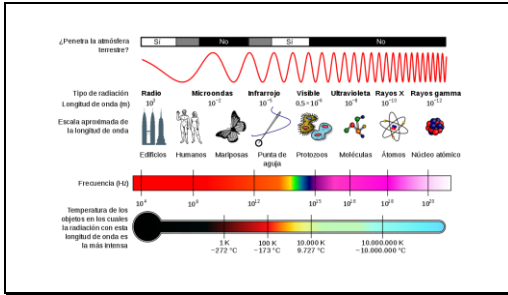 ¿Penetra la atmósfera
terrestre?
Sí
No
Sí
No
Tipo de radiación
Longitud de onda (m)
Radio
10³
Microondas
10⁻²
Infrarrojo
10⁻⁵
Visible
0,5×10⁻⁶
Ultravioleta
10⁻⁸
Rayos X
10⁻¹⁰
Rayos gamma
10⁻¹²
Escala aproximada de
la longitud de onda
Edificios
Humanos
Mariposas
Punta de
aguja
Protozoos
Moléculas
Átomos
Núcleo atómico
Frecuencia (Hz)
10⁴
10⁸
10¹²
10¹⁵
10¹⁶
10¹⁸
10²⁰
Temperatura de los
objetos en los cuales
la radiación con esta
longitud de onda es
la más intensa
1 K
−272 °C
100 K
−173 °C
10.000 K
9.727 °C
10.000.000 K
~10.000.000 °C